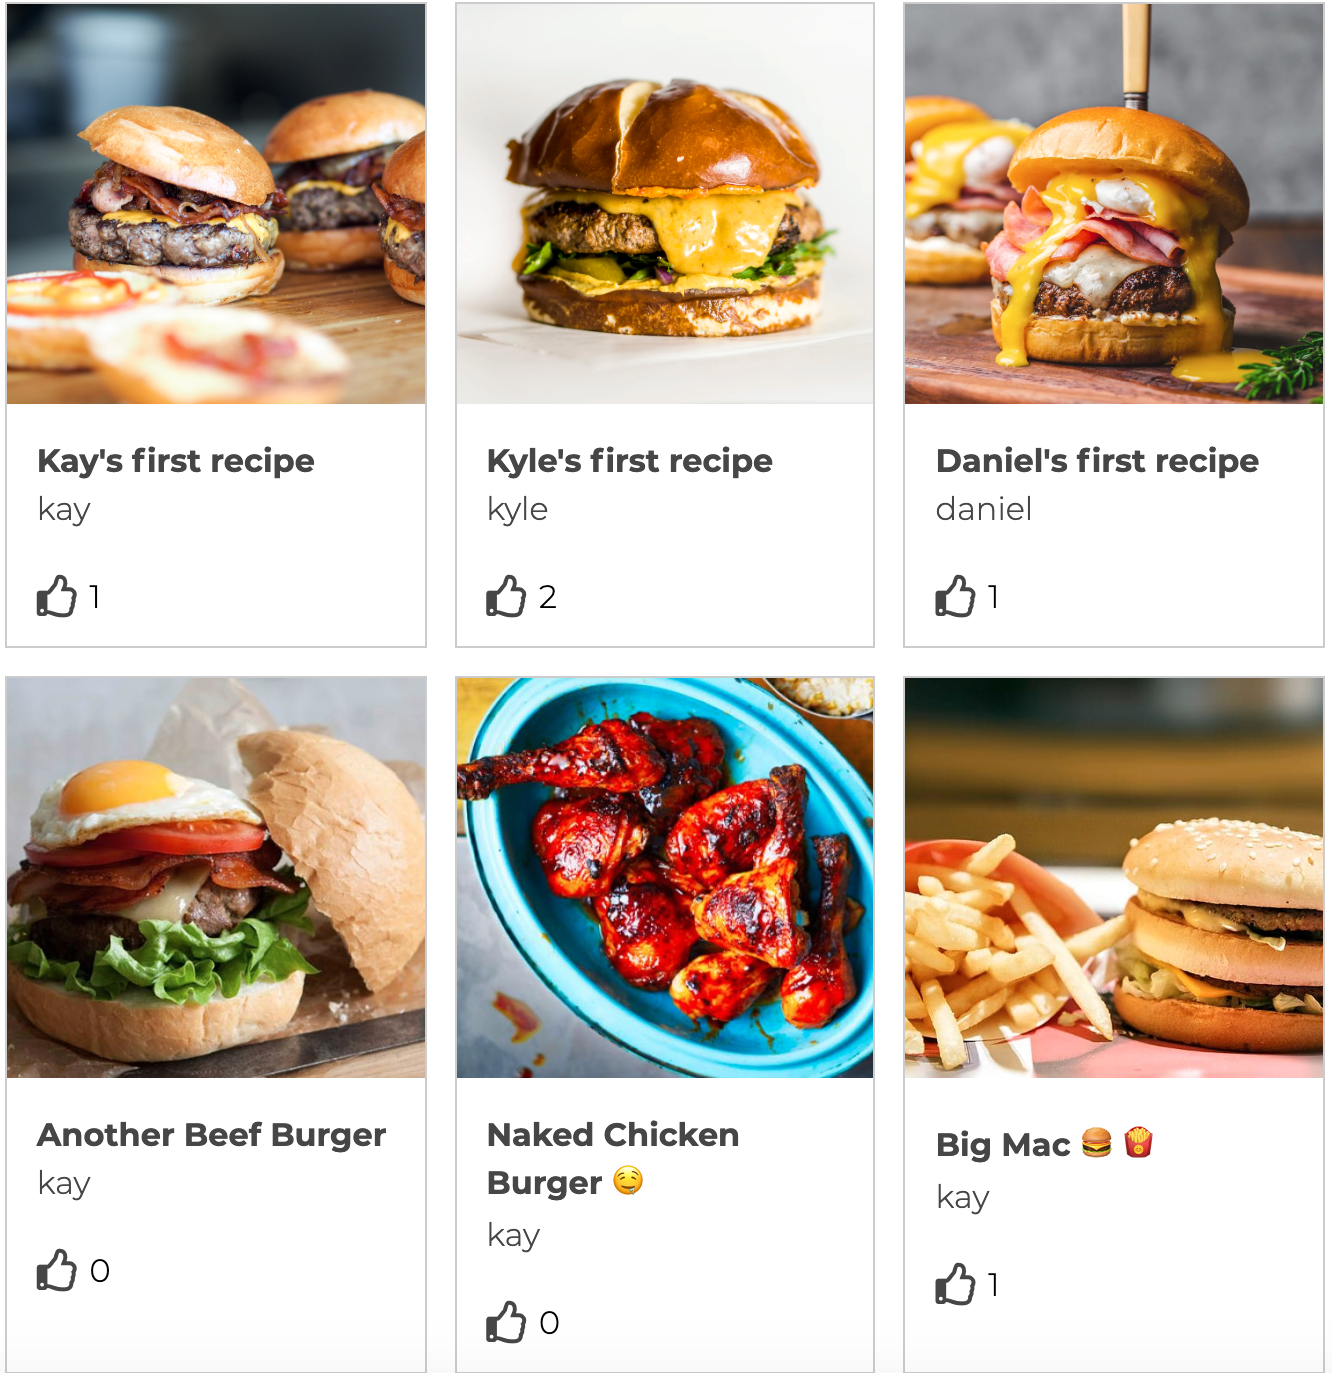 Kay's first recipe
kay
1
Kyle's first recipe
kyle
2
Daniel's first recipe
daniel
1
Another Beef Burger
kay
0
Naked Chicken
Burger 🤤
kay
0
Big Mac 🍔 🍟
kay
1